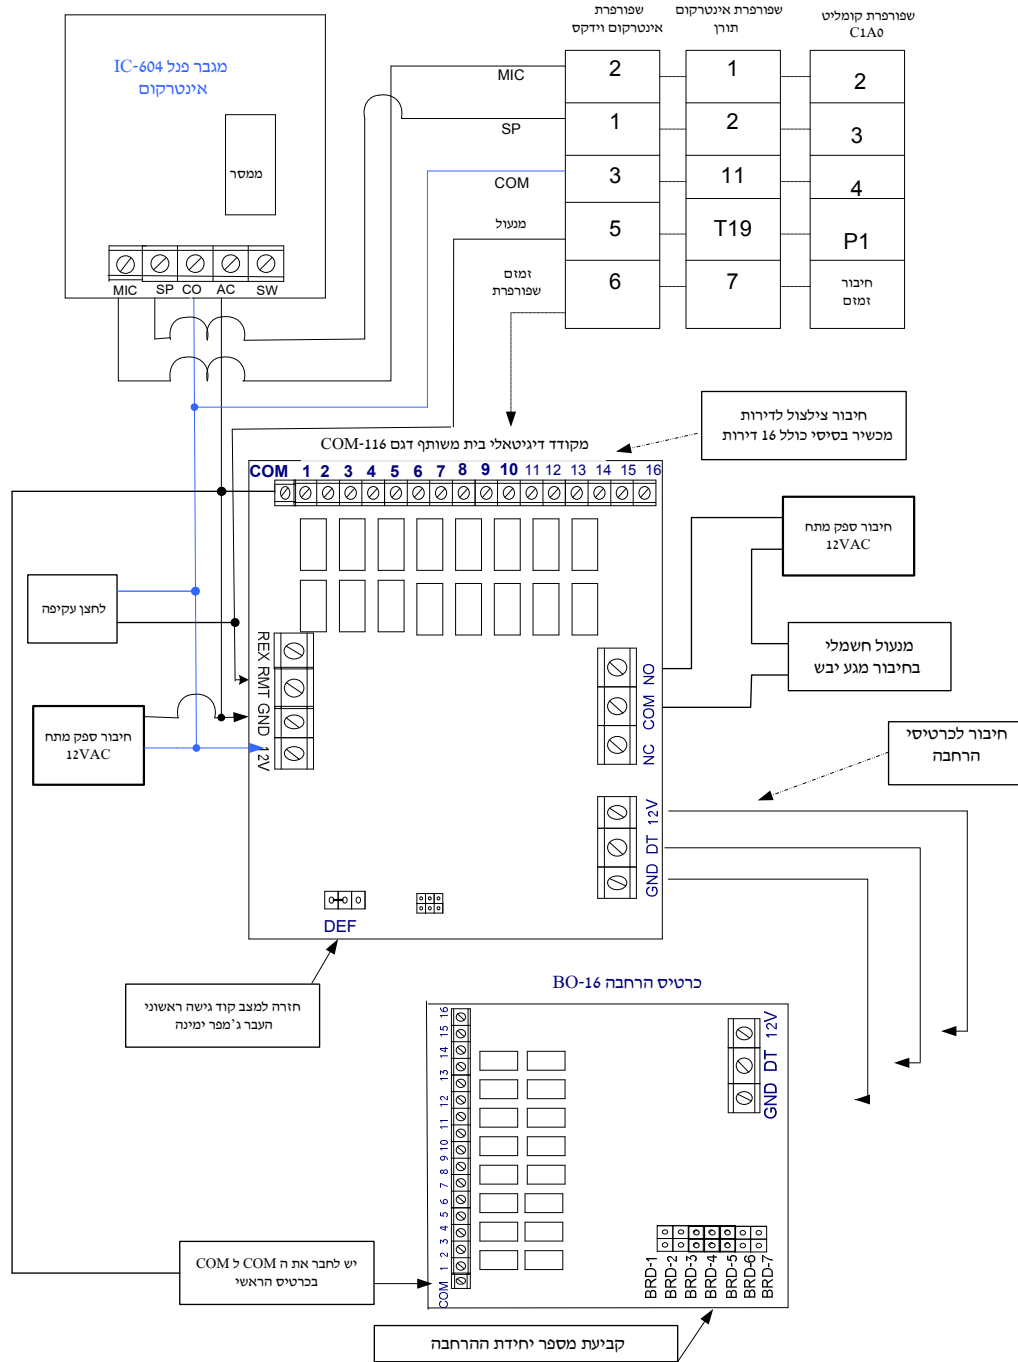 שפורפרת
אינטרקום וידקס
שפורפרת אינטרקום
תורן
שפורפרת קומליט
C1A0
מגבר פנל IC-604
אינטרקום
ממסר
MIC SP CO AC SW
MIC
SP
COM
מנעול
זמזם
שפורפרת
2 1 2
1 2 3
3 11 4
5 T19 P1
6 7 חיבור
זמזם
חיבור צילצול לדירות
מכשיר בסיסי כולל 16 דירות
מקודד דיגיטאלי בית משותף דגם COM-116
COM 1 2 3 4 5 6 7 8 9 10 11 12 13 14 15 16
חיבור ספק מתח
12VAC
לחצן עקיפה
מנעול חשמלי
בחיבור מגע יבש
REX
RMT
GND
12V
NO
COM
NC
חיבור ספק מתח
12VAC
חיבור לכרטיסי
הרחבה
12V
DT
GND
DEF
חזרה למצב קוד גישה ראשוני
העבר ג'מפר ימינה
כרטיס הרחבה BO-16
16
15
14
13
12
11
10
9
8
7
6
5
4
3
2
1
COM
12V
DT
GND
BRD-1
BRD-2
BRD-3
BRD-4
BRD-5
BRD-6
BRD-7
יש לחבר את ה COM ל COM
בכרטיס הראשי
קביעת מספר יחידת ההרחבה